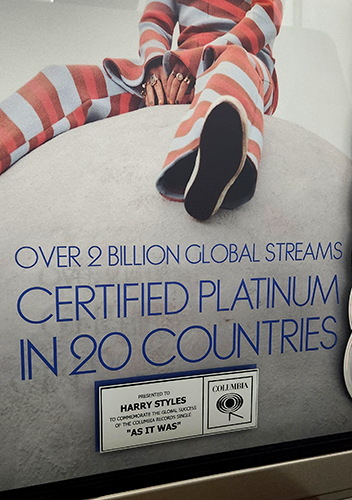 OVER 2 BILLION GLOBAL STREAMS
CERTIFIED PLATINUM
IN 20 COUNTRIES
PRESENTED TO
HARRY STYLES
TO COMMEMORATE THE GLOBAL SUCCESS
OF THE COLUMBIA RECORDS SINGLE
"AS IT WAS"
COLUMBIA